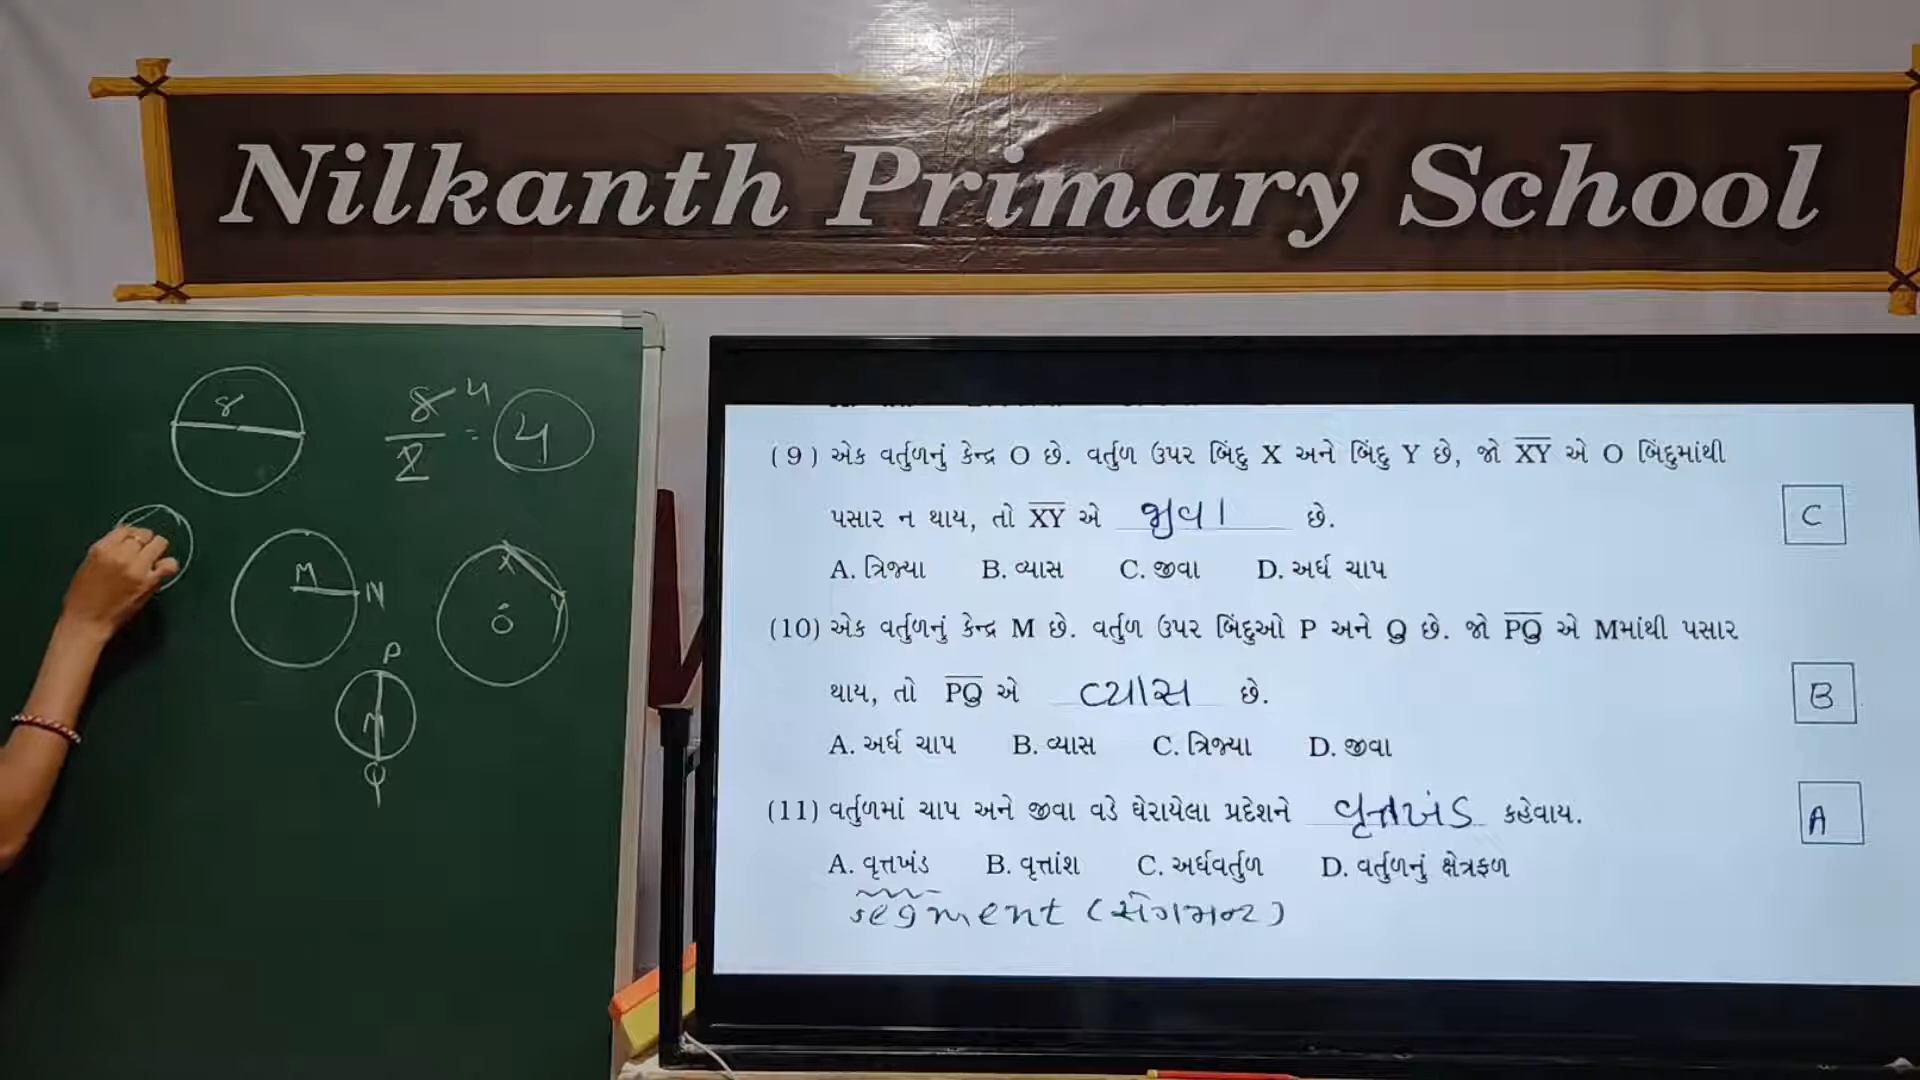 Nilkanth Primary School
8
8 4
2 = 4
M N
X
Y
O
P
M
Q
(9) એક વર્તુળનું કેન્દ્ર O છે. વર્તુળ ઉપર બિંદુ X અને બિંદુ Y છે, જો XY એ O બિંદુમાંથી
પસાર ન થાય, તો XY એ જીવા છે. C
A. ત્રિજ્યા B. વ્યાસ C. જીવા D. અર્ધ ચાપ
(10) એક વર્તુળનું કેન્દ્ર M છે. વર્તુળ ઉપર બિંદુઓ P અને Q છે. જો PQ એ Mમાંથી પસાર
થાય, તો PQ એ વ્યાસ છે. B
A. અર્ધ ચાપ B. વ્યાસ C. ત્રિજ્યા D. જીવા
(11) વર્તુળમાં ચાપ અને જીવા વડે ઘેરાયેલા પ્રદેશને વૃત્તખંડ કહેવાય. A
A. વૃત્તખંડ B. વૃત્તાંશ C. અર્ધવર્તુળ D. વર્તુળનું ક્ષેત્રફળ
segment (સેગમન્ટ)